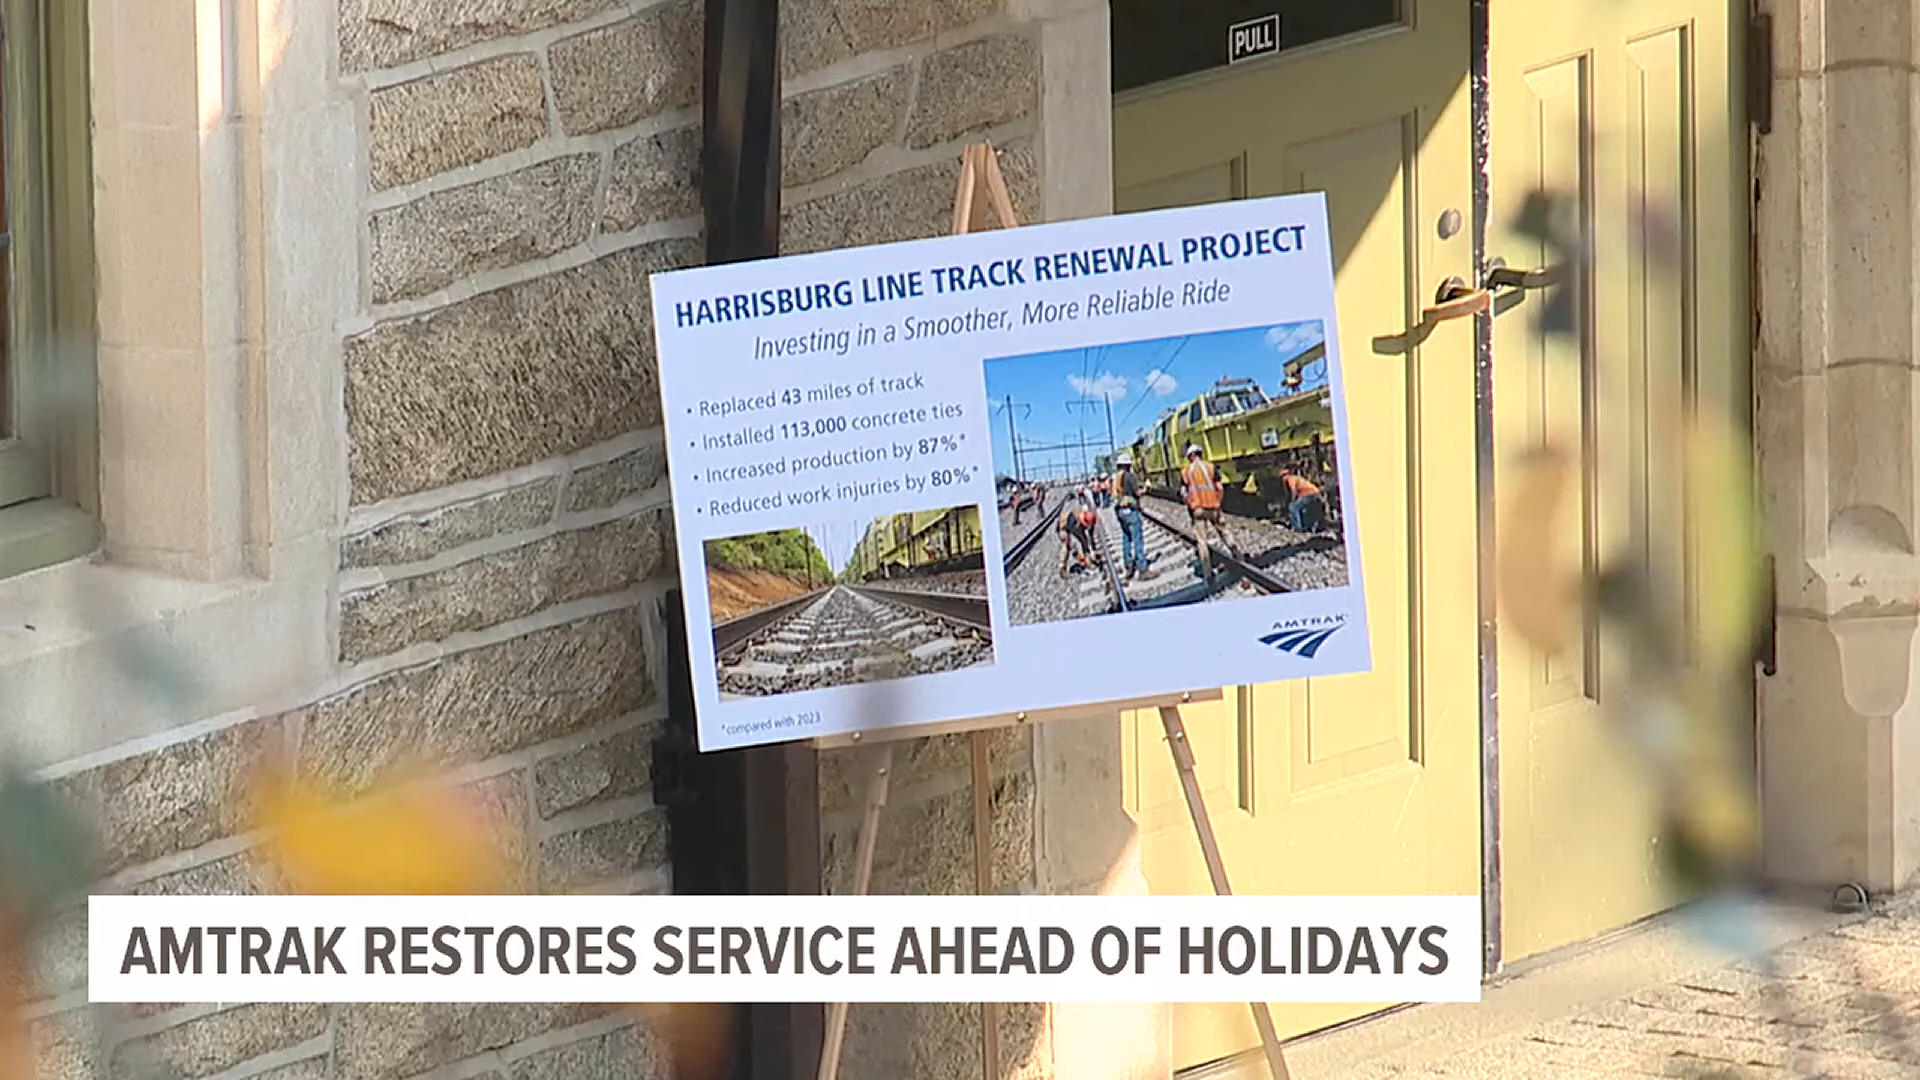 PULL
HARRISBURG LINE TRACK RENEWAL PROJECT
Investing in a Smoother, More Reliable Ride
• Replaced 43 miles of track
• Installed 113,000 concrete ties
• Increased production by 87%*
• Reduced work injuries by 80%*
AMTRAK
*compared with 2023
AMTRAK RESTORES SERVICE AHEAD OF HOLIDAYS